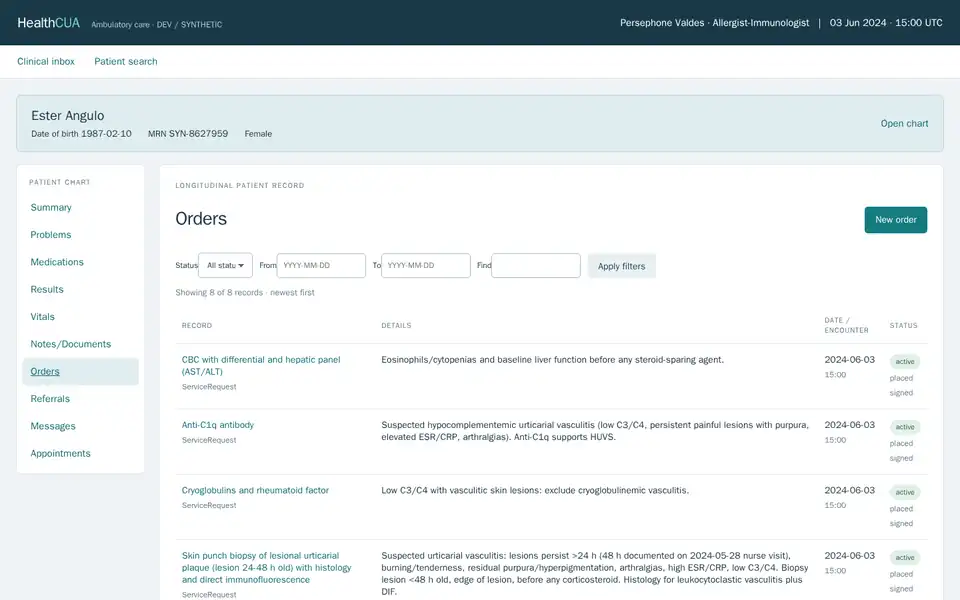 HealthCUA Ambulatory care · DEV / SYNTHETIC Persephone Valdes · Allergist-Immunologist | 03 Jun 2024 · 15:00 UTC
Clinical inbox Patient search
Ester Angulo
Date of birth 1987-02-10 MRN SYN-8627959 Female
Open chart
PATIENT CHART
Summary
Problems
Medications
Results
Vitals
Notes/Documents
Orders
Referrals
Messages
Appointments
LONGITUDINAL PATIENT RECORD
Orders
New order
Status All statu From YYYY-MM-DD To YYYY-MM-DD Find Apply filters
Showing 8 of 8 records · newest first
RECORD DETAILS DATE / ENCOUNTER STATUS
CBC with differential and hepatic panel
(AST/ALT)
ServiceRequest
Eosinophils/cytopenias and baseline liver function before any steroid-sparing agent.
2024-06-03
15:00
active
placed
signed
Anti-C1q antibody
ServiceRequest
Suspected hypocomplementemic urticarial vasculitis (low C3/C4, persistent painful lesions with purpura,
elevated ESR/CRP, arthralgias). Anti-C1q supports HUVS.
2024-06-03
15:00
active
placed
signed
Cryoglobulins and rheumatoid factor
ServiceRequest
Low C3/C4 with vasculitic skin lesions: exclude cryoglobulinemic vasculitis.
2024-06-03
15:00
active
placed
signed
Skin punch biopsy of lesional urticarial
plaque (lesion 24-48 h old) with histology
and direct immunofluorescence
ServiceRequest
Suspected urticarial vasculitis: lesions persist >24 h (48 h documented on 2024-05-28 nurse visit),
burning/tenderness, residual purpura/hyperpigmentation, arthralgias, high ESR/CRP, low C3/C4. Biopsy
lesion <48 h old, edge of lesion, before any corticosteroid. Histology for leukocytoclastic vasculitis plus
DIF.
2024-06-03
15:00
active
placed
signed